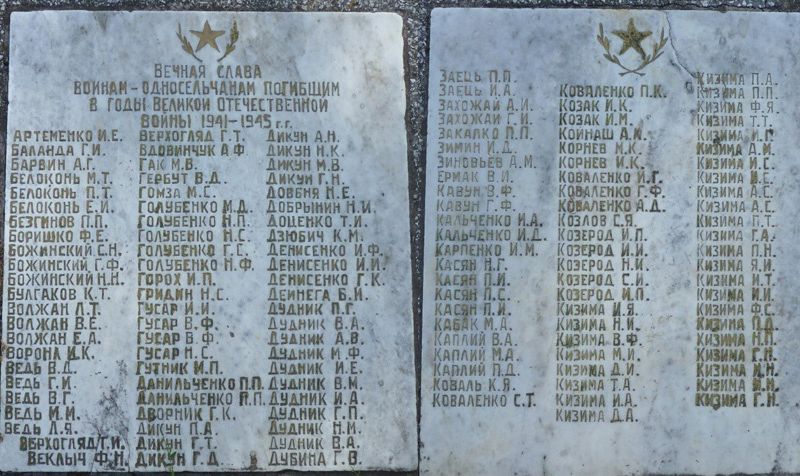 Вечная слава
воинам-односельчанам погибшим
в годы Великой Отечественной
войны 1941-1945 г.г.
Артеменко И.Е.
Баланда Г.И.
Барвин А.Г.
Белоконь М.Т.
Белоконь П.Т.
Белоконь Е.И.
Безгинов П.П.
Боришко Ф.Е.
Божинский С.Н.
Божинский Г.Ф.
Божинский Н.Н.
Булгаков К.Т.
Волжан Л.Т.
Волжан В.Е.
Волжан Е.А.
Ворона И.К.
Ведь В.Д.
Ведь Г.И.
Ведь В.Г.
Ведь М.И.
Ведь Л.Я.
Верхогляд Т.И.
Веклыч Ф.Н.
Верхогляд Г.Т.
Вдовинчук А.Ф.
Гак М.В.
Гербут В.Д.
Гомза М.С.
Голубенко И.Д.
Голубенко Н.П.
Голубенко Н.С.
Голубенко Г.С.
Голубенко Н.Ф.
Горох И.П.
Гридин Н.С.
Гусар И.И.
Гусар В.Ф.
Гусар В.Ф.
Гусар Н.С.
Гутник И.П.
Данильченко П.П.
Данильченко П.П.
Дворник Г.К.
Дикун П.А.
Дикун Г.Т.
Дикун Г.Д.
Дикун А.Н.
Дикун Н.К.
Дикун М.В.
Дикун Г.Н.
Довбня Н.Е.
Добрынин Н.И.
Доценко Т.И.
Дзюбич К.М.
Денисенко И.Ф.
Денисенко И.И.
Денисенко Г.К.
Дейнега Б.И.
Дудник П.Г.
Дудник В.А.
Дудник А.В.
Дудник М.Ф.
Дудник И.Е.
Дудник В.М.
Дудник И.А.
Дудник Г.П.
Дудник Н.И.
Дудник В.А.
Дубина Г.В.
Заець П.П.
Заець И.А.
Захожай А.И.
Захожай Г.И.
Закалко П.П.
Зимин И.Д.
Зиновьев А.М.
Ермак В.И.
Кавун В.Ф.
Кавун Г.Ф.
Кальченко И.А.
Кальченко И.Д.
Карпенко И.М.
Касян Н.Г.
Касян П.И.
Касян П.С.
Касян П.И.
Кабак М.А.
Каплий В.А.
Каплий М.А.
Каплий П.Д.
Коваль К.Я.
Коваленко С.Т.
Коваленко П.К.
Козак И.К.
Козак И.М.
Койнаш А.И.
Корнев М.К.
Корнев И.К.
Коваленко И.Г.
Коваленко Г.Ф.
Коваленко А.Д.
Козлов С.Я.
Козерод И.П.
Козерод И.И.
Козерод Н.И.
Козерод С.И.
Козерод И.П.
Кизима И.Я.
Кизима Н.И.
Кизима В.Ф.
Кизима М.И.
Кизима Д.И.
Кизима Т.А.
Кизима И.А.
Кизима Д.А.
Кизима П.А.
Кизима П.П.
Кизима Ф.Я.
Кизима Т.Т.
Кизима И.Г.
Кизима А.И.
Кизима И.С.
Кизима И.Е.
Кизима А.С.
Кизима А.С.
Кизима П.Т.
Кизима Г.А.
Кизима П.Н.
Кизима Я.И.
Кизима И.Т.
Кизима И.И.
Кизима Ф.С.
Кизима П.Д.
Кизима Н.П.
Кизима Г.Н.
Кизима И.Н.
Кизима И.И.
Кизима Г.Н.